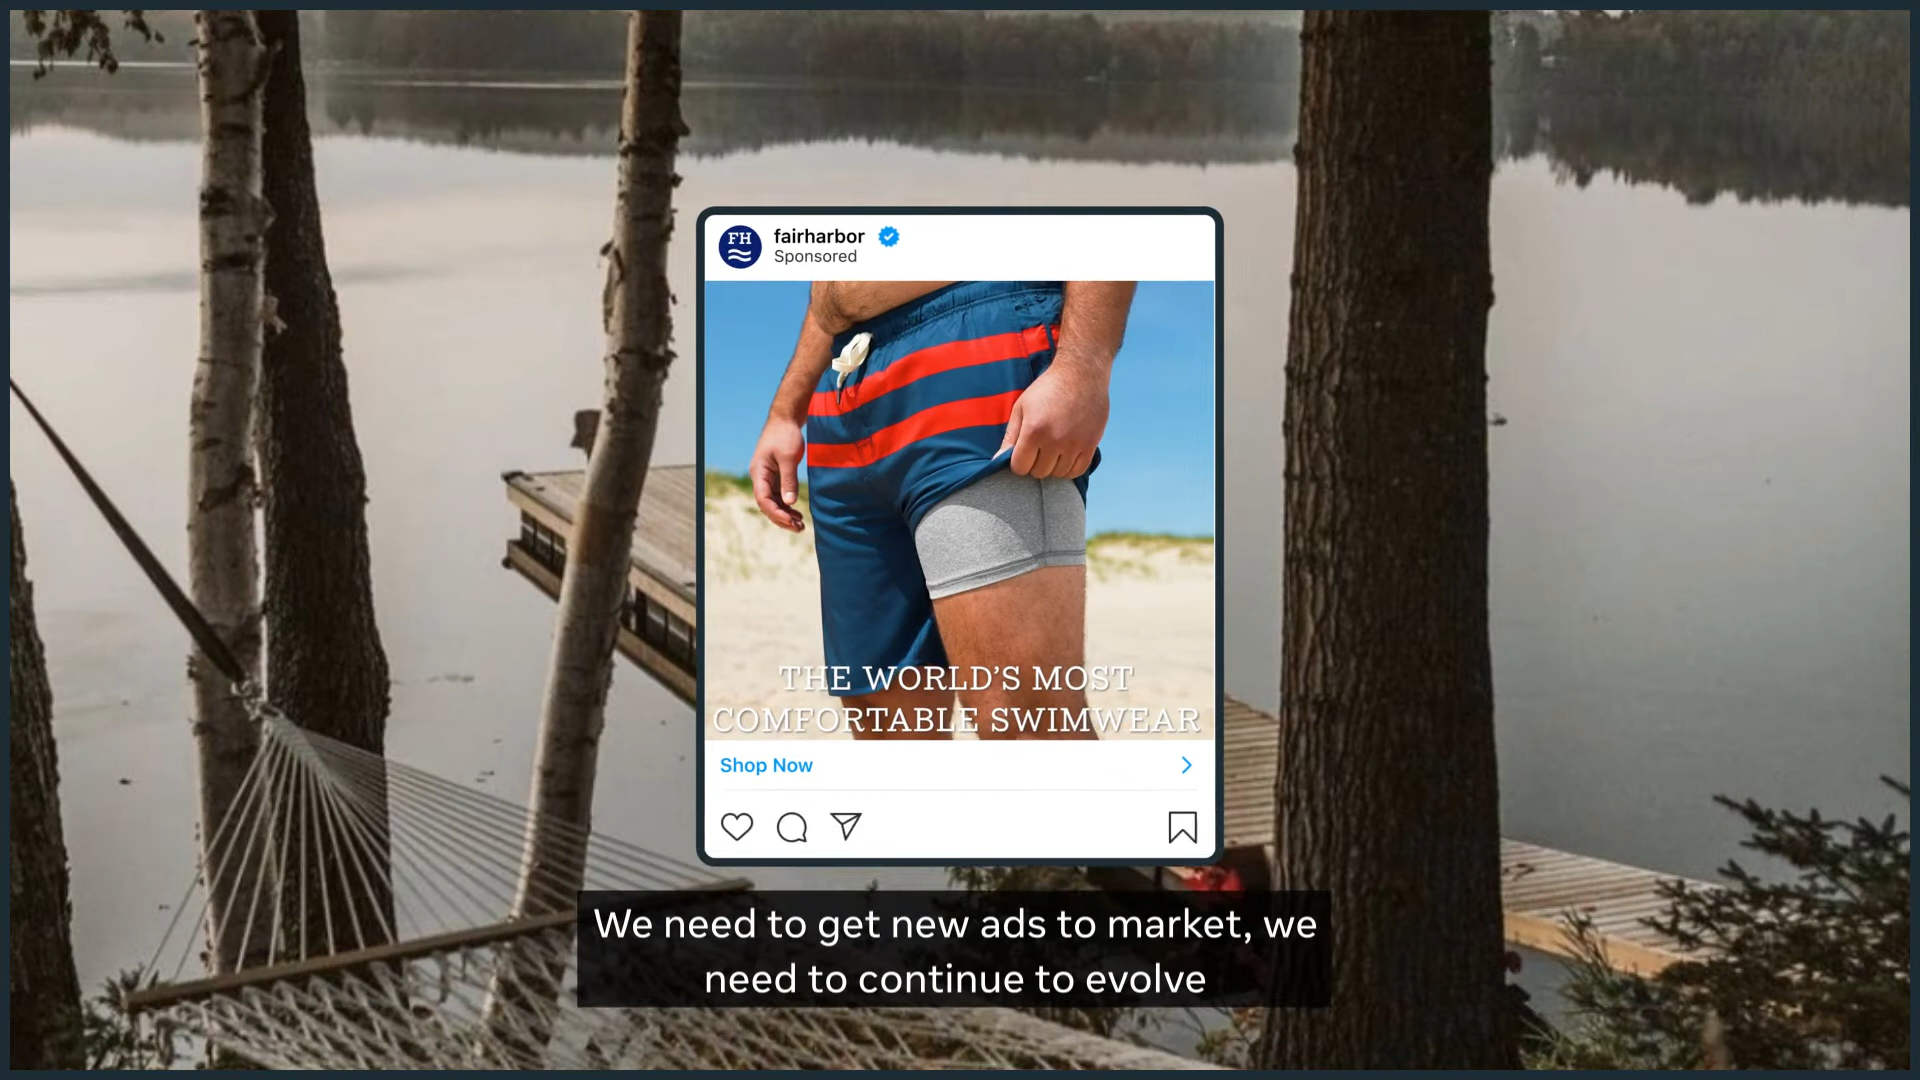 FH
fairharbor
Sponsored
THE WORLD'S MOST
COMFORTABLE SWIMWEAR
Shop Now
We need to get new ads to market, we
need to continue to evolve